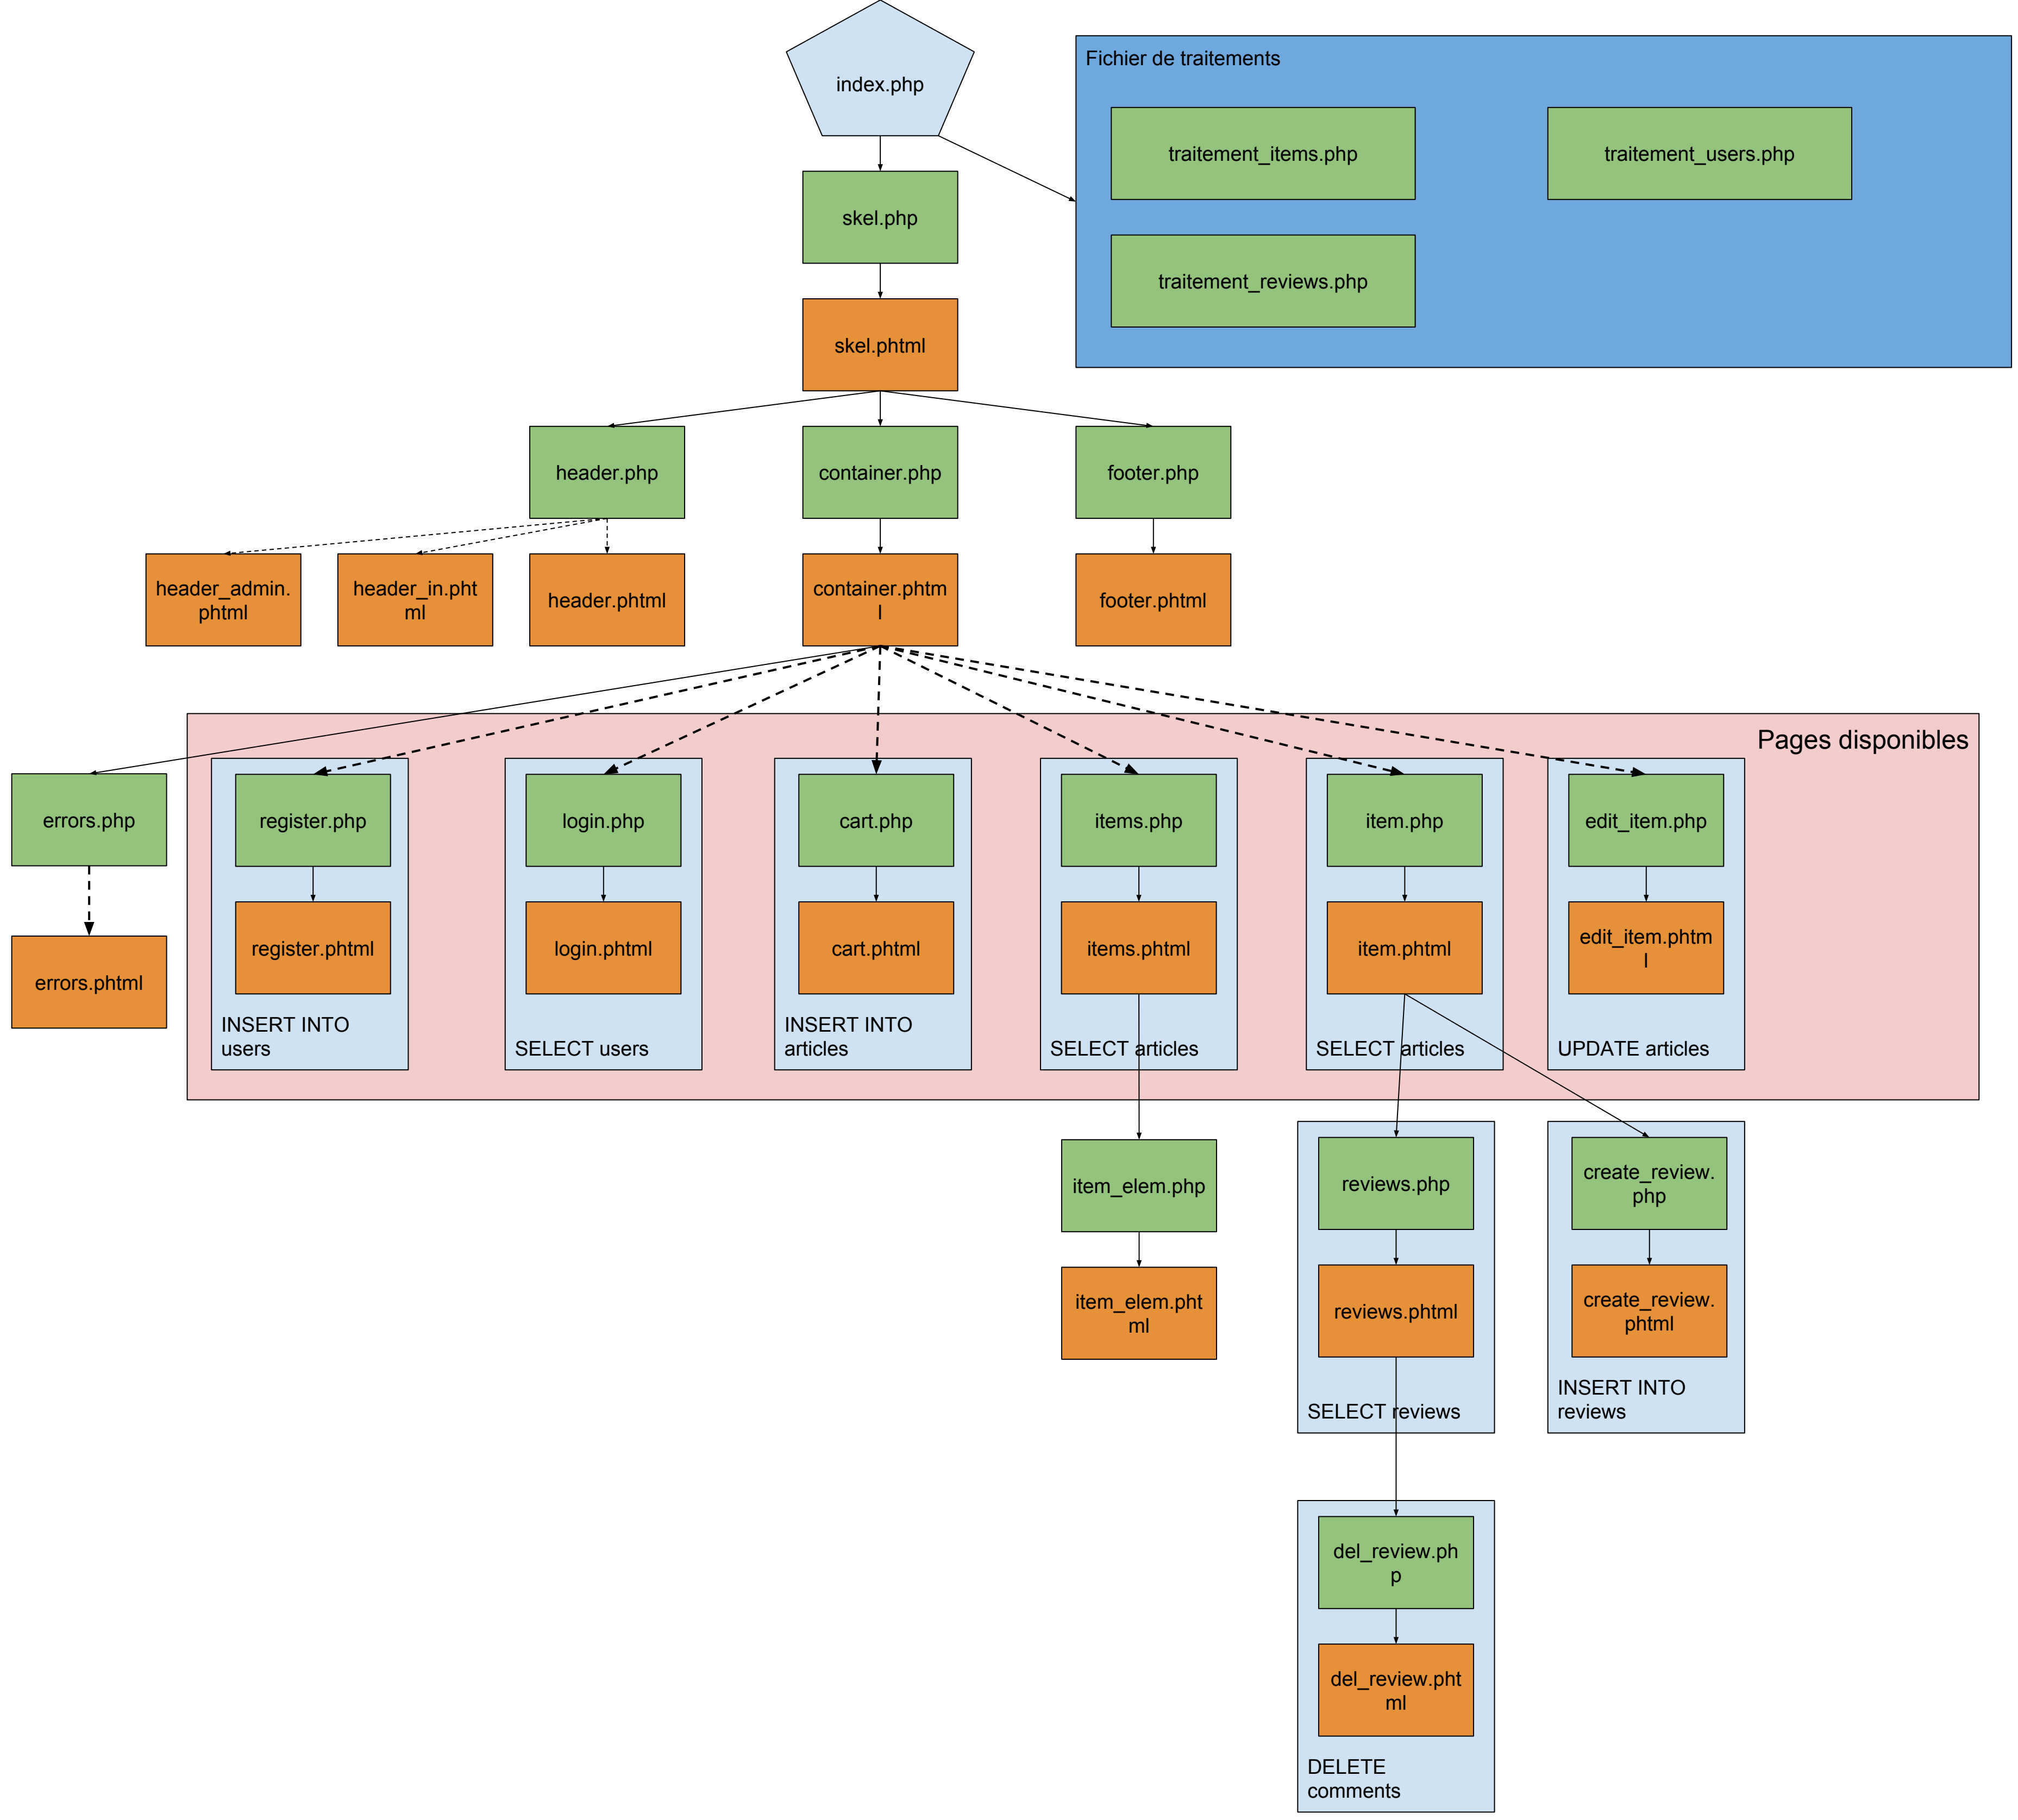 index.php
Fichier de traitements
traitement_items.php
traitement_users.php
skel.php
traitement_reviews.php
skel.phtml
header.php
container.php
footer.php
header_admin.
phtml
header_in.pht
ml
header.phtml
container.phtm
l
footer.phtml
Pages disponibles
errors.php
register.php
login.php
cart.php
items.php
item.php
edit_item.php
errors.phtml
register.phtml
login.phtml
cart.phtml
items.phtml
item.phtml
edit_item.phtm
l
INSERT INTO
users
SELECT users
INSERT INTO
articles
SELECT articles
SELECT articles
UPDATE articles
item_elem.php
reviews.php
create_review.
php
item_elem.pht
ml
reviews.phtml
create_review.
phtml
SELECT reviews
INSERT INTO
reviews
del_review.ph
p
del_review.pht
ml
DELETE
comments